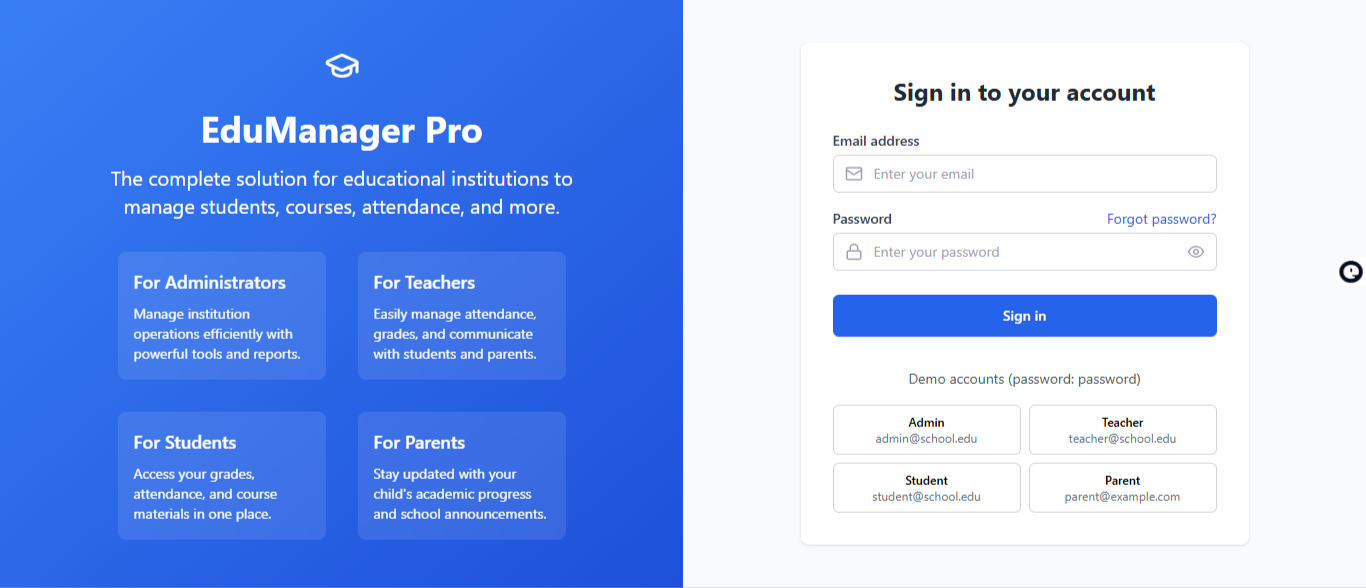 EduManager Pro
The complete solution for educational institutions to
manage students, courses, attendance, and more.
For Administrators
Manage institution
operations efficiently with
powerful tools and reports.
For Teachers
Easily manage attendance,
grades, and communicate
with students and parents.
For Students
Access your grades,
attendance, and course
materials in one place.
For Parents
Stay updated with your
child's academic progress
and school announcements.
Sign in to your account
Email address
Enter your email
Password
Forgot password?
Enter your password
Sign in
Demo accounts (password: password)
Admin
admin@school.edu
Teacher
teacher@school.edu
Student
student@school.edu
Parent
parent@example.com